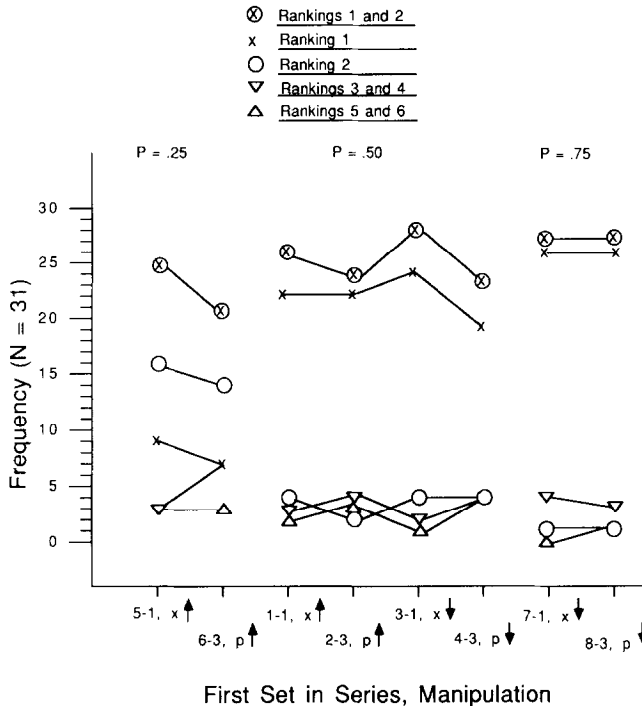 Rankings 1 and 2
Ranking 1
Ranking 2
Rankings 3 and 4
Rankings 5 and 6
P = .25 P = .50 P = .75
30
25
20
15
10
5
0
Frequency (N = 31)
5-1, x 1-1, x 3-1, x 7-1, x
6-3, p 2-3, p 4-3, p 8-3, p
First Set in Series, Manipulation